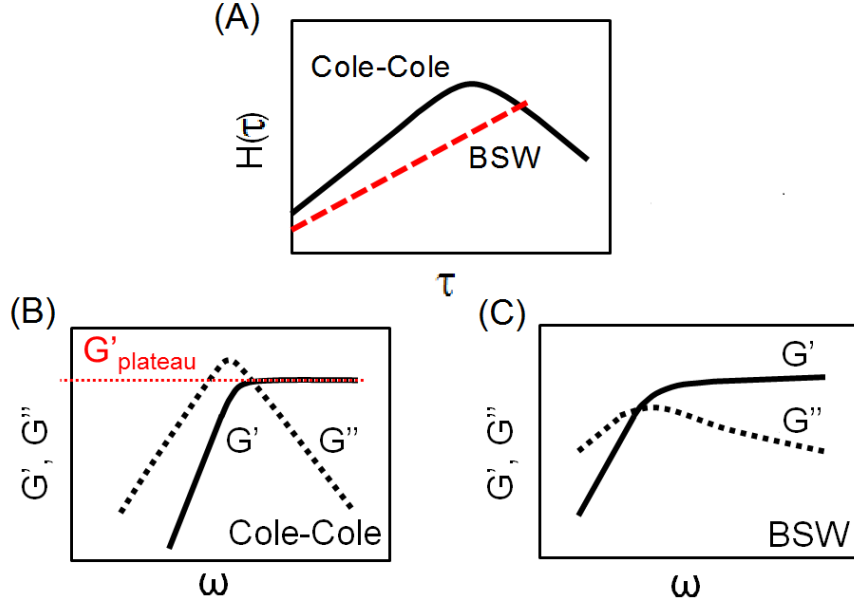 (A)
Cole-Cole
H(τ)
BSW
τ
(B)
G'plateau
G', G''
G'
G''
Cole-Cole
ω
(C)
G'
G', G''
G''
BSW
ω